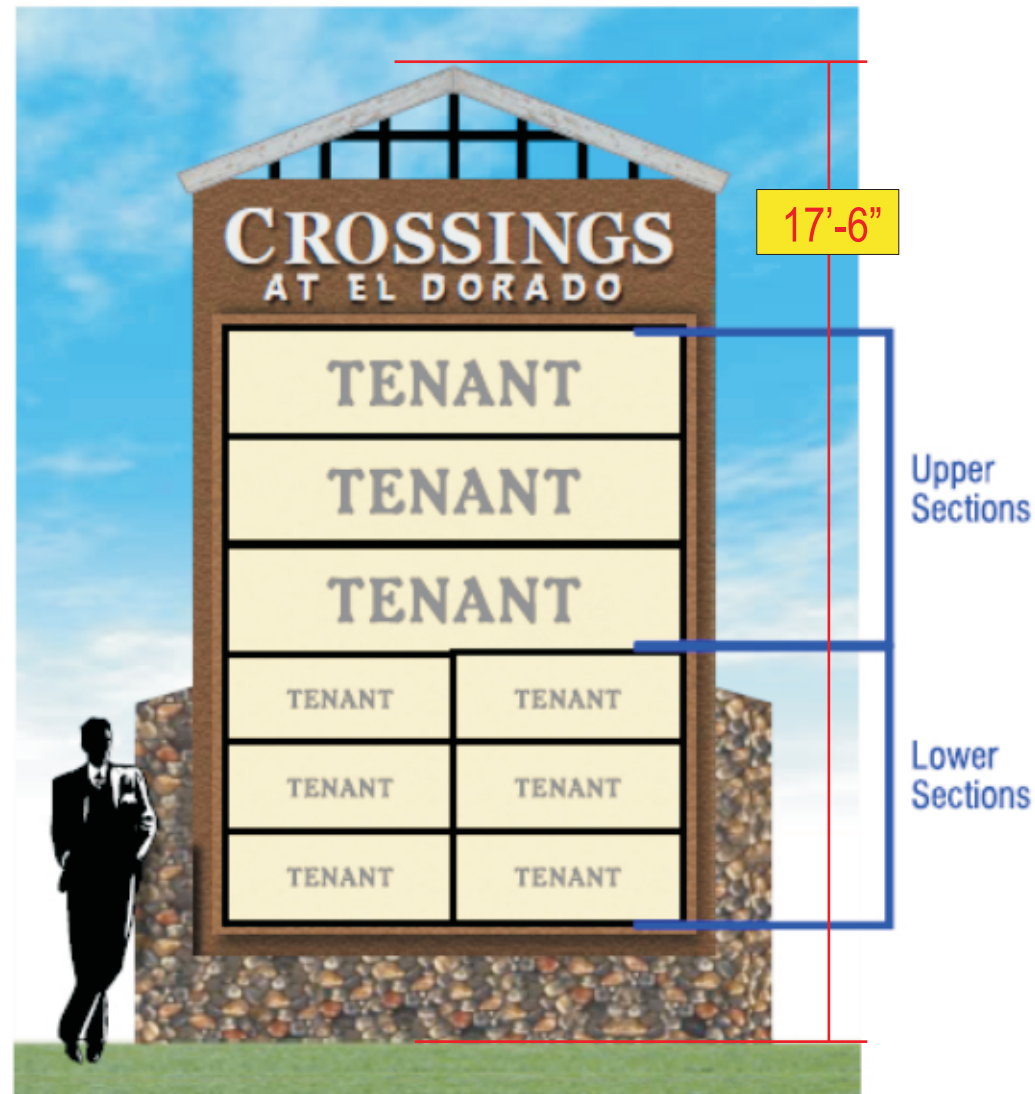 CROSSINGS
AT EL DORADO
17’-6”
TENANT
TENANT
TENANT
Upper
Sections
TENANT TENANT
TENANT TENANT
TENANT TENANT
Lower
Sections